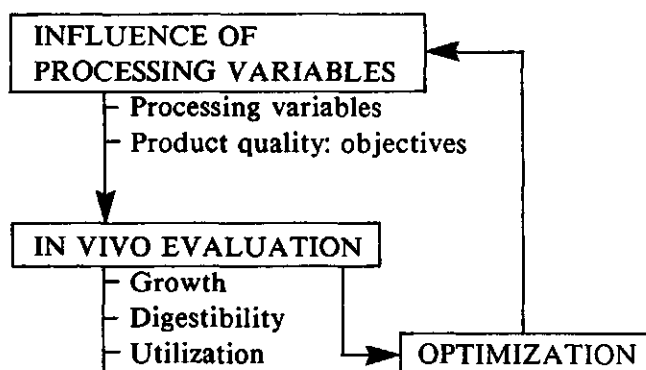 INFLUENCE OF
PROCESSING VARIABLES
Processing variables
Product quality: objectives
IN VIVO EVALUATION
Growth
Digestibility
Utilization
OPTIMIZATION